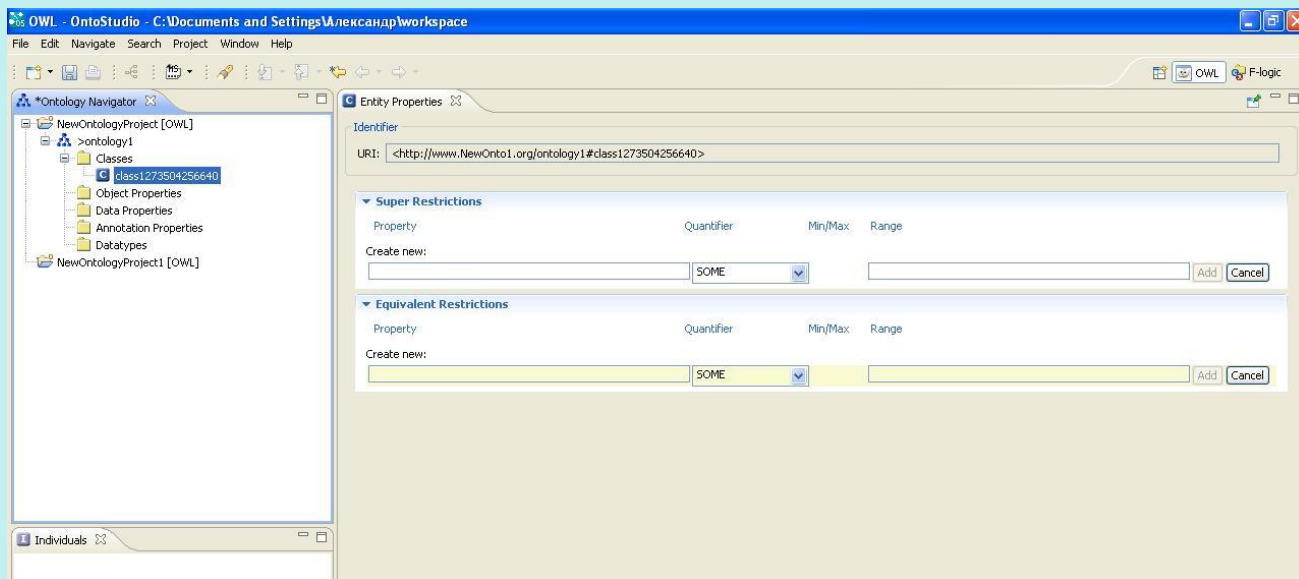 OWL - OntoStudio - C:\Documents and Settings\Александр\workspace
File Edit Navigate Search Project Window Help
OWL F-logic
*Ontology Navigator
Entity Properties
NewOntologyProject [OWL]
>ontology1
Classes
class1273504256640
Object Properties
Data Properties
Annotation Properties
Datatypes
NewOntologyProject1 [OWL]
Identifier
URI: <http://www.NewOnto1.org/ontology1#class1273504256640>
Super Restrictions
Property Quantifier Min/Max Range
Create new:
SOME Add Cancel
Equivalent Restrictions
Property Quantifier Min/Max Range
Create new:
SOME Add Cancel
Individuals